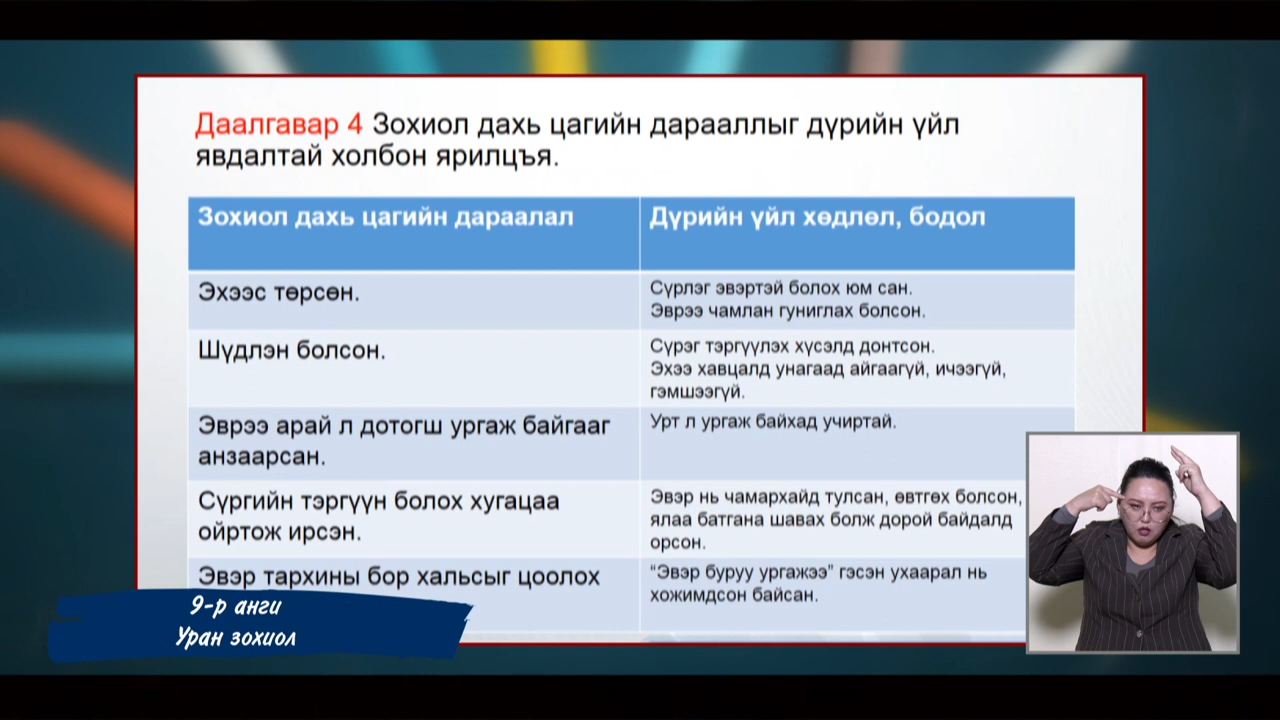 Даалгавар 4 Зохиол дахь цагийн дарааллыг дүрийн үйл
явдалтай холбон ярилцъя.
Зохиол дахь цагийн дараалал
Дүрийн үйл хөдлөл, бодол
Эхээс төрсөн.
Сүрлэг эвэртэй болох юм сан.
Эврээ чамлан гуниглах болсон.
Шүдлэн болсон.
Сүрэг тэргүүлэх хүсэлд донтсон.
Эхээ хавцалд унагаад айгаагүй, ичээгүй,
гэмшээгүй.
Эврээ арай л дотогш ургаж байгааг
анзаарсан.
Урт л ургаж байхад учиртай.
Сүргийн тэргүүн болох хугацаа
ойртож ирсэн.
Эвэр нь чамархайд тулсан, өвтгөх болсон,
ялаа батгана шавах болж дорой байдалд
орсон.
Эвэр тархины бор хальсыг цоолох
“Эвэр буруу ургажээ” гэсэн ухаарал нь
хожимдсон байсан.
9-р анги
Уран зохиол